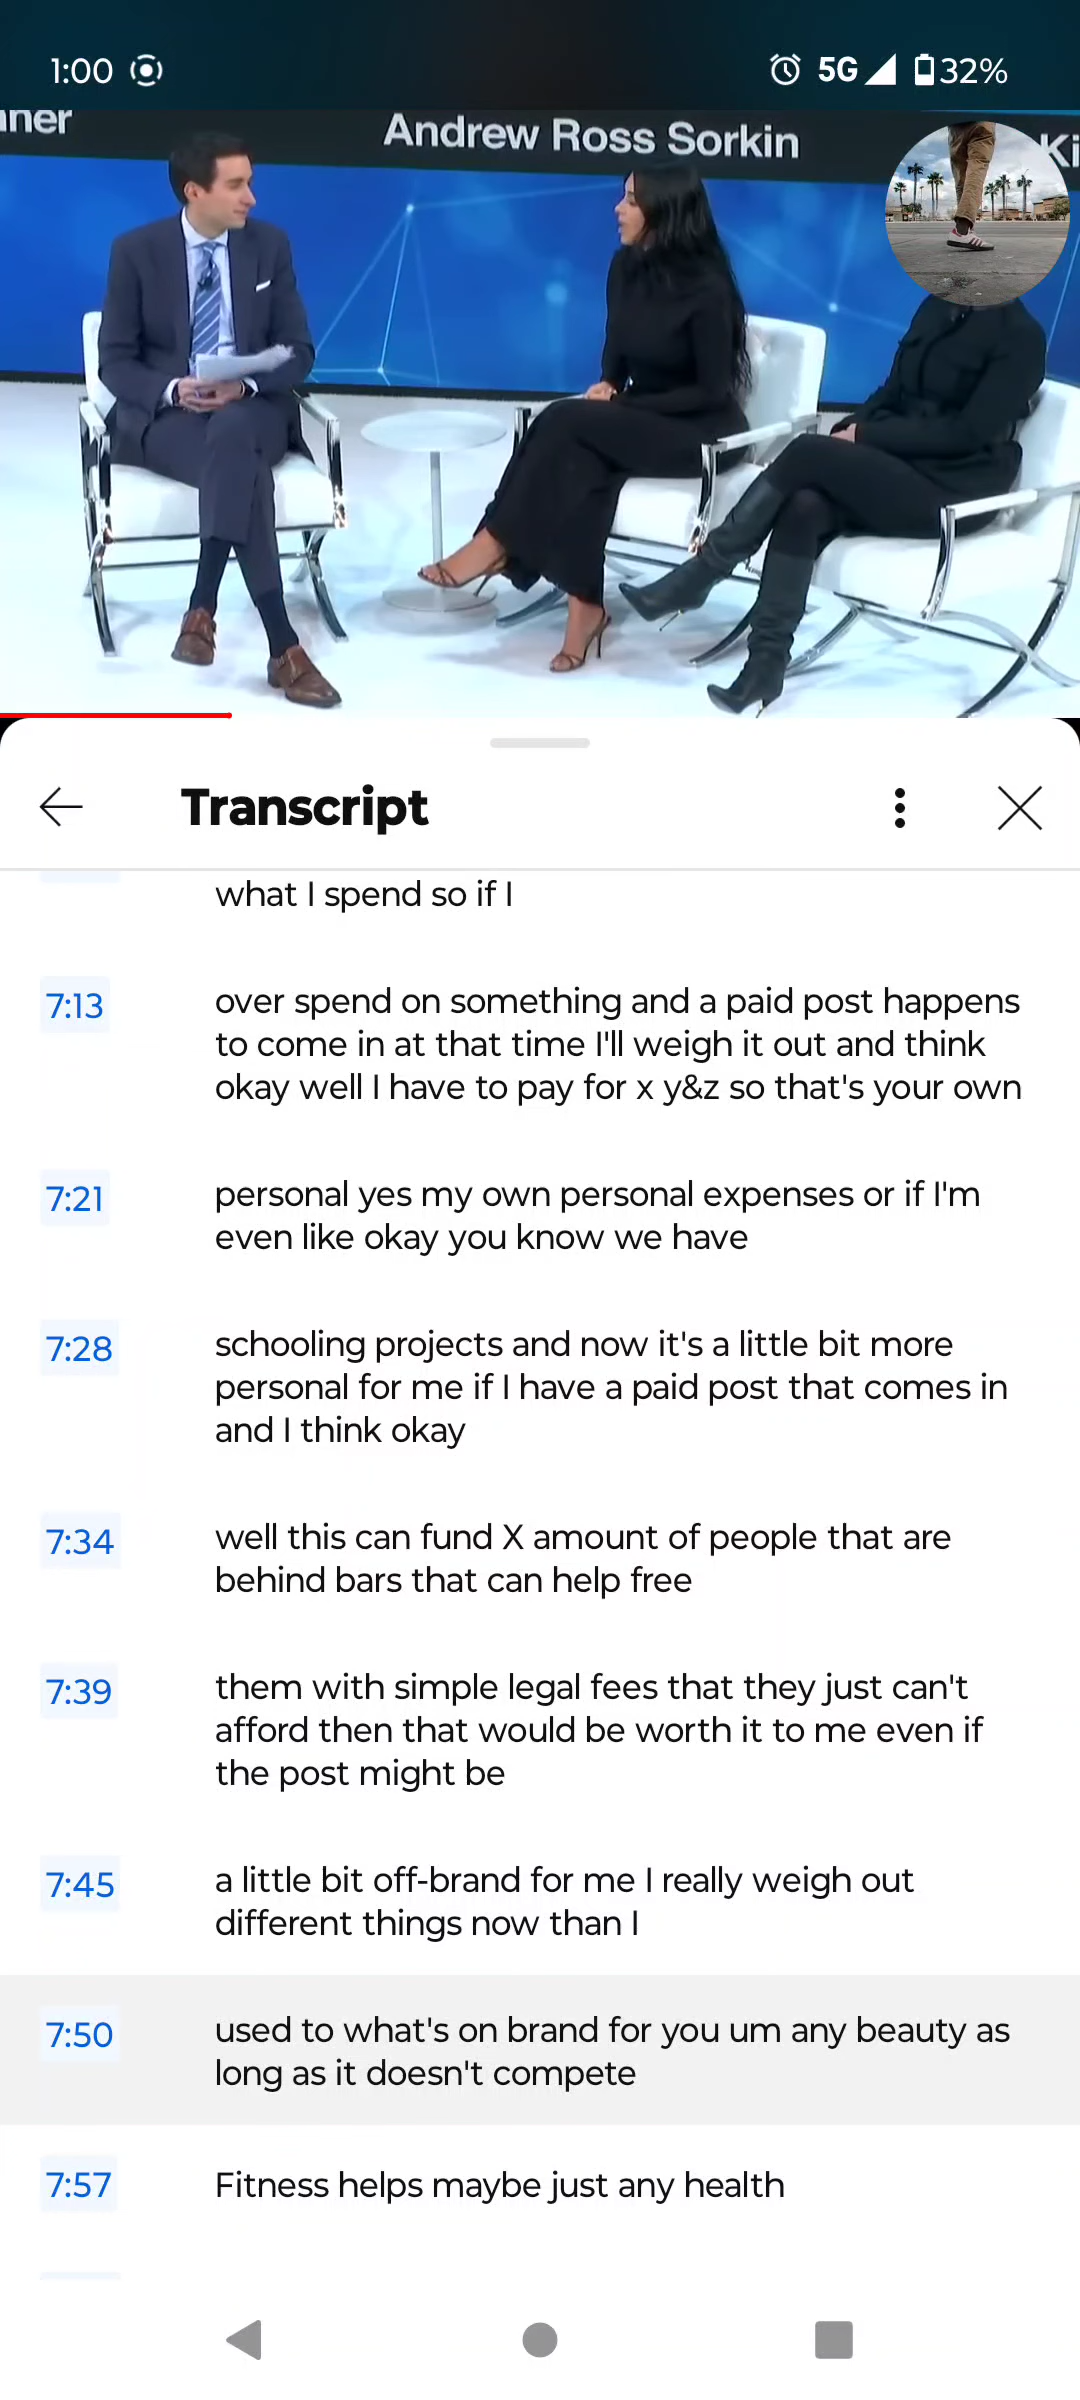 1:00
5G
32%
Andrew Ross Sorkin
Transcript
what I spend so if I
7:13
over spend on something and a paid post happens
to come in at that time I'll weigh it out and think
okay well I have to pay for x y&z so that's your own
7:21
personal yes my own personal expenses or if I'm
even like okay you know we have
7:28
schooling projects and now it's a little bit more
personal for me if I have a paid post that comes in
and I think okay
7:34
well this can fund X amount of people that are
behind bars that can help free
7:39
them with simple legal fees that they just can't
afford then that would be worth it to me even if
the post might be
7:45
a little bit off-brand for me I really weigh out
different things now than I
7:50
used to what's on brand for you um any beauty as
long as it doesn't compete
7:57
Fitness helps maybe just any health